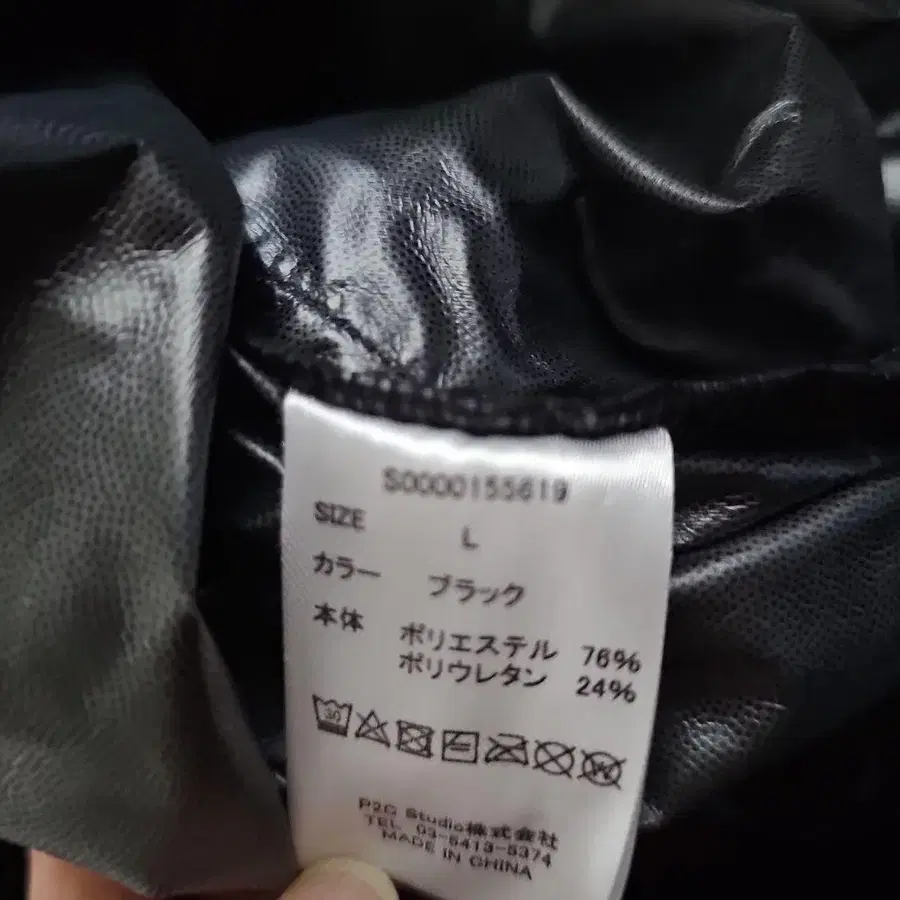 S0000155619
SIZE L
カラー ブラック
本体 ポリエステル 76%
ポリウレタン 24%
30 W
P2C Studio株式会社
TEL 03-5413-5374
MADE IN CHINA